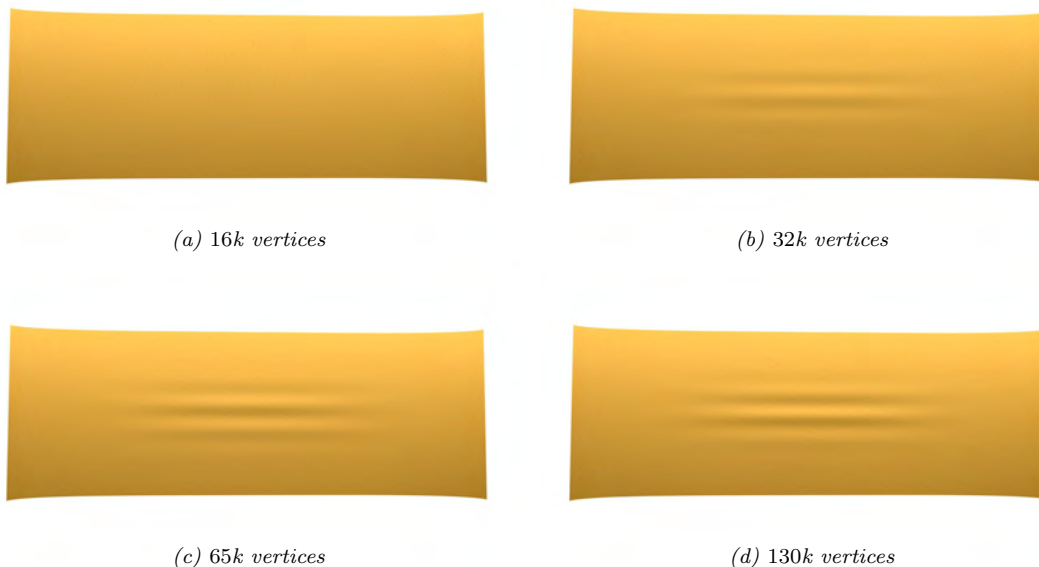 (a) 16k vertices
(b) 32k vertices
(c) 65k vertices
(d) 130k vertices